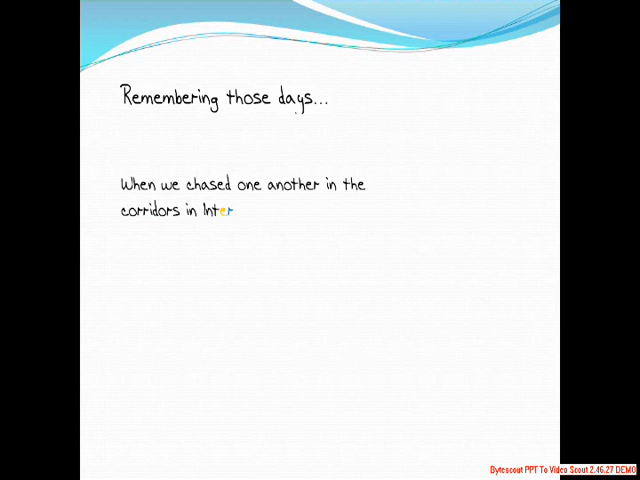 Remembering those days...
When we chased one another in the
corridors in Inter
Bytescout PPT To Video Scout 2.46.27 DEMO